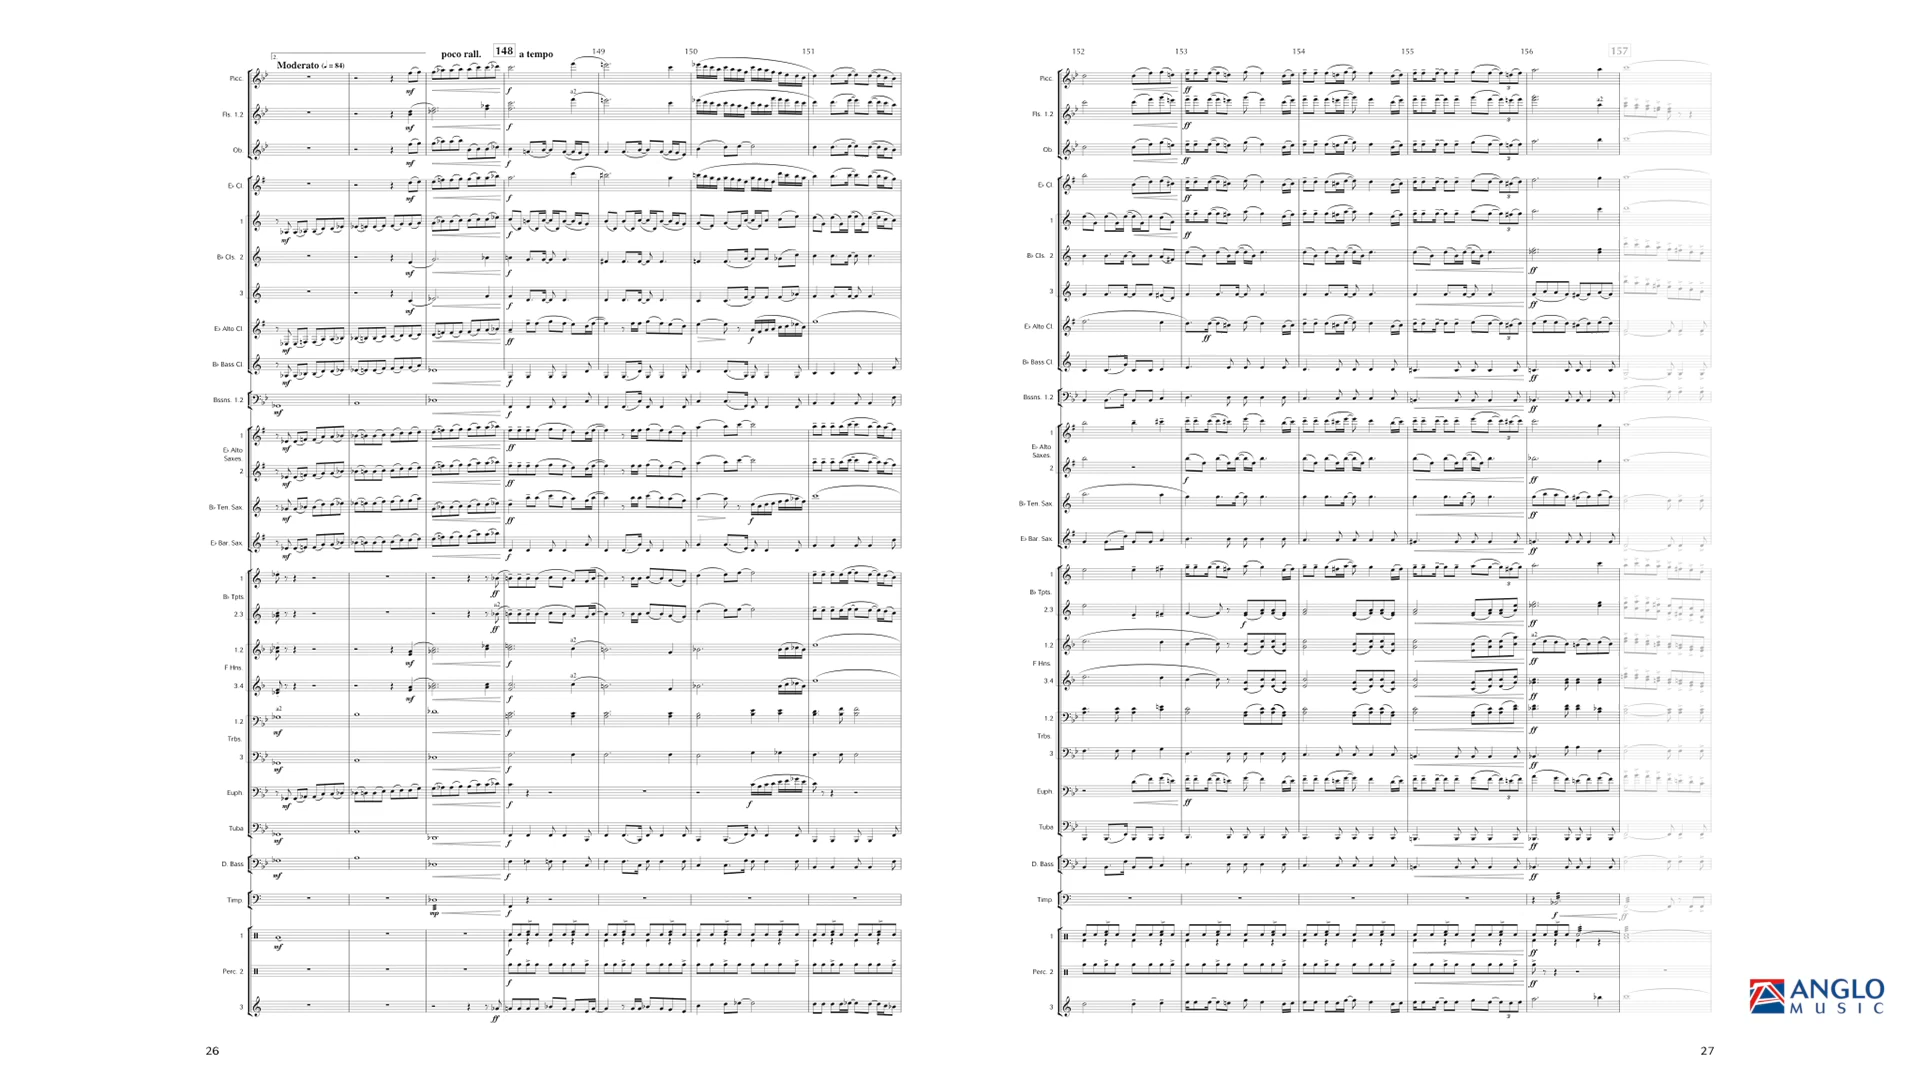 2.
Moderato (♩ = 84)
poco rall.
148
a tempo
149
150
151
Picc.
Fls. 1.2
Ob.
E♭ Cl.
1
B♭ Cls. 2
3
E♭ Alto Cl.
B♭ Bass Cl.
Bssns. 1.2
1
E♭ Alto
Saxes.
2
B♭ Ten. Sax.
E♭ Bar. Sax.
1
B♭ Tpts.
2.3
1.2
F Hns.
3.4
1.2
Trbs.
3
Euph.
Tuba
D. Bass
Timp.
1
Perc. 2
3
26
152
153
154
155
156
157
Picc.
Fls. 1.2
Ob.
E♭ Cl.
1
B♭ Cls. 2
3
E♭ Alto Cl.
B♭ Bass Cl.
Bssns. 1.2
1
E♭ Alto
Saxes.
2
B♭ Ten. Sax.
E♭ Bar. Sax.
1
B♭ Tpts.
2.3
1.2
F Hns.
3.4
1.2
Trbs.
3
Euph.
Tuba
D. Bass
Timp.
1
Perc. 2
3
27
ANGLO
MUSIC